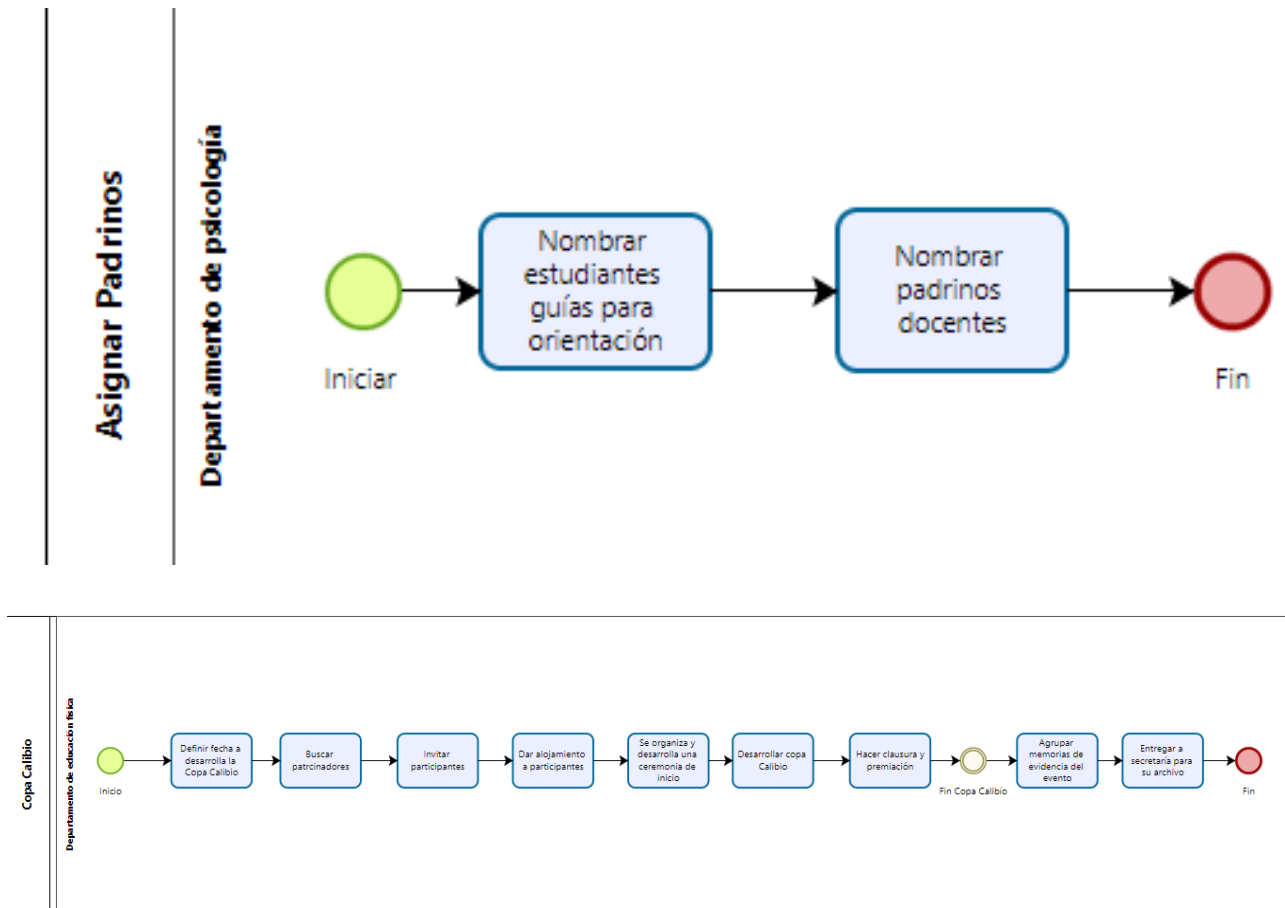 Asignar Padrinos
Departamento de psicología
Iniciar
Nombrar
estudiantes
guías para
orientación
Nombrar
padrinos
docentes
Fin
Copa Calibio
Departamento de educación física
Inicio
Definir fecha a
desarrolla la
Copa Calibio
Buscar
patrcinadores
Invitar
participantes
Dar alojamiento
a participantes
Se organiza y
desarrolla una
ceremonia de
inicio
Desarrollar copa
Calibio
Hacer clausura y
premiación
Fin Copa Calibío
Agrupar
memorias de
evidencia del
evento
Entregar a
secretaría para
su archivo
Fin